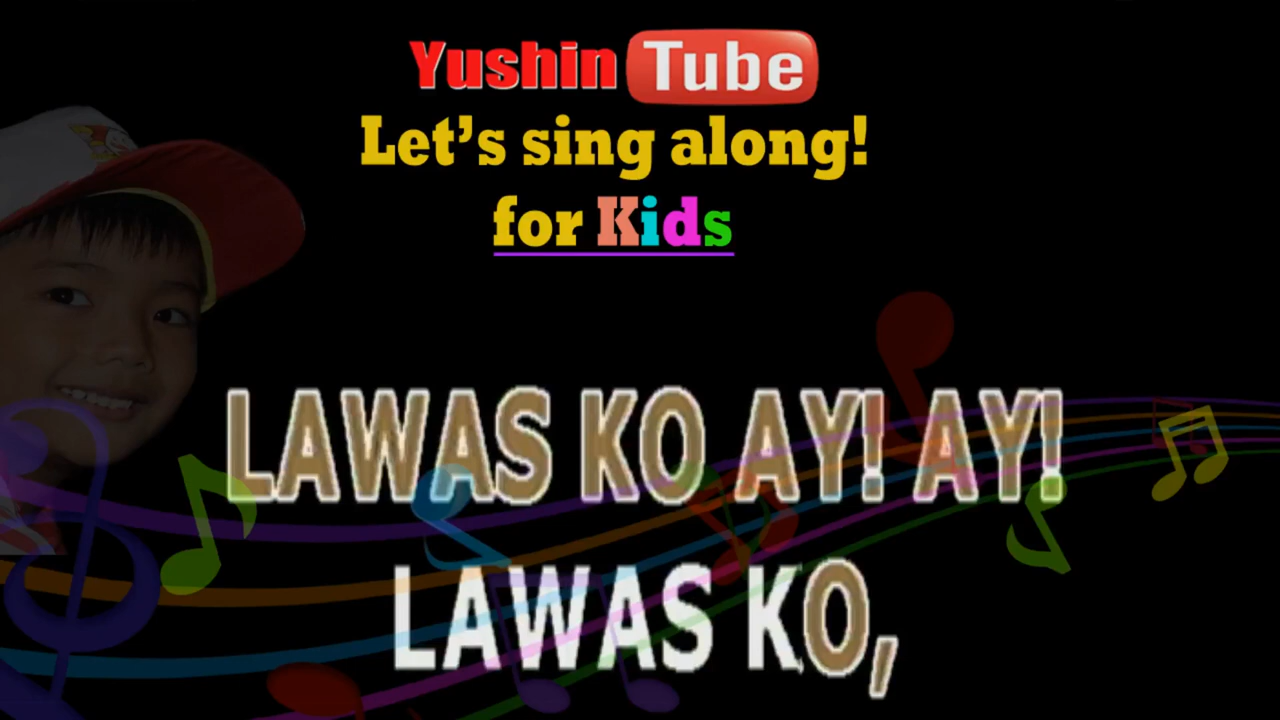 Yushin Tube
Let's sing along!
for Kids
LAWAS KO AY! AY!
LAWAS KO,